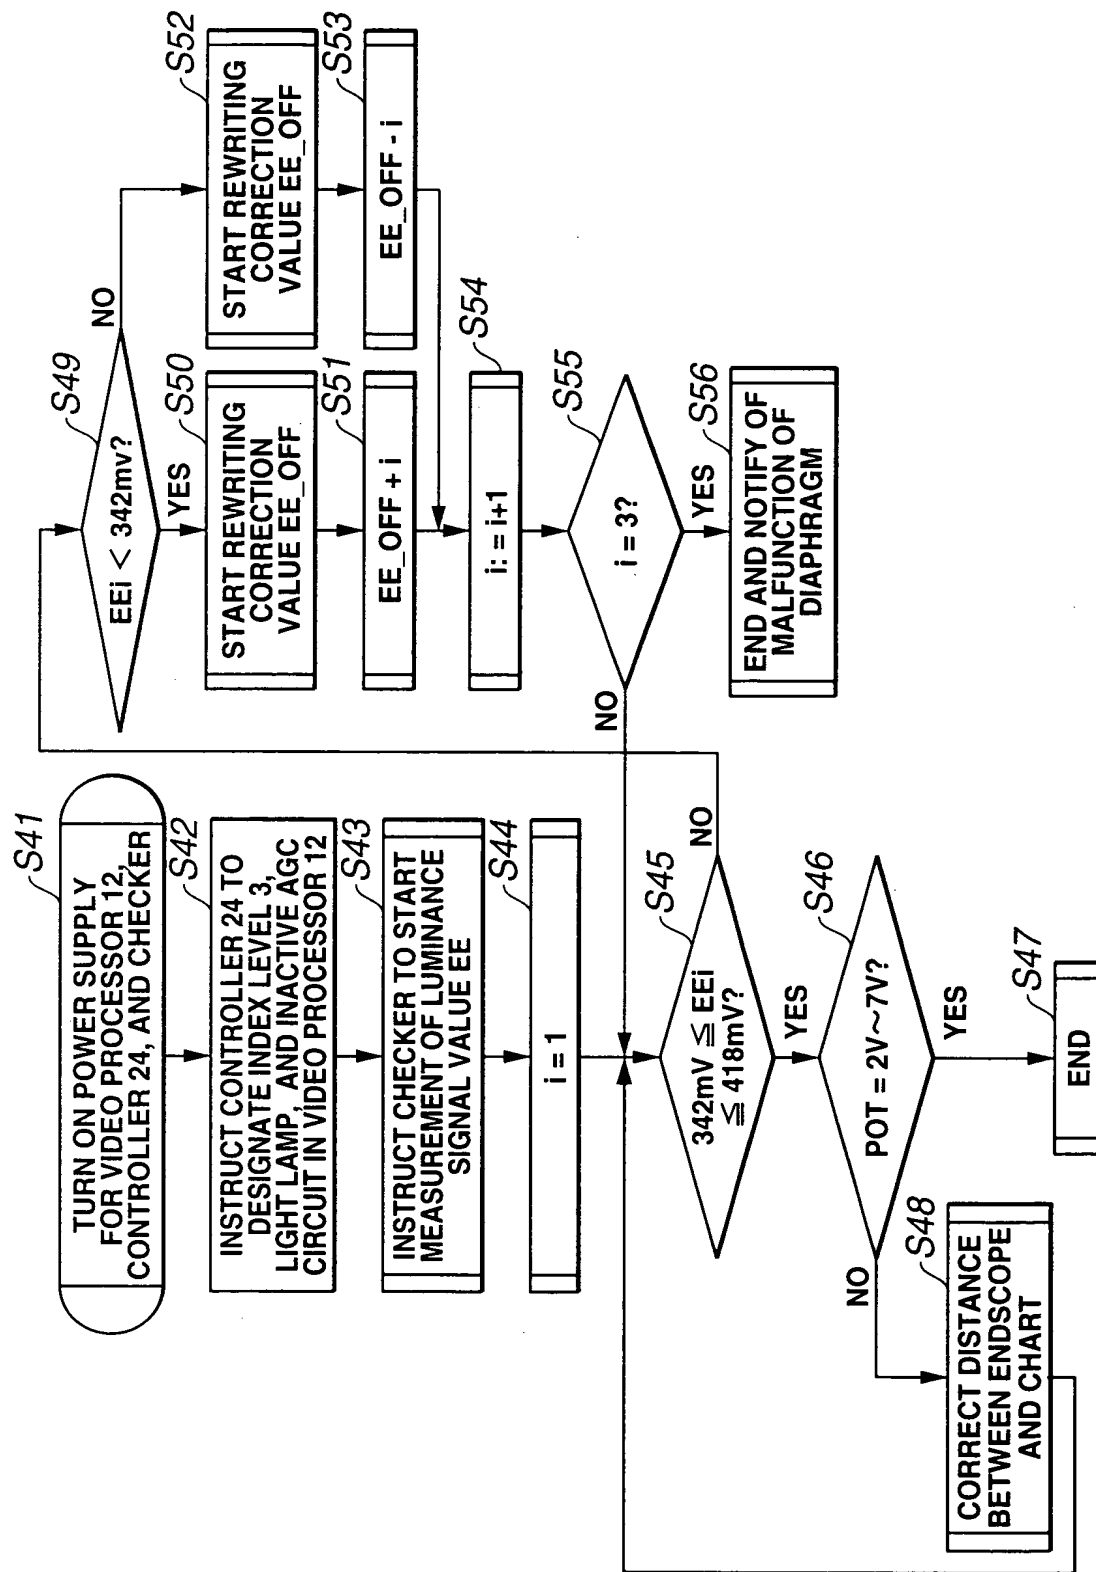 S41
TURN ON POWER SUPPLY
FOR VIDEO PROCESSOR 12,
CONTROLLER 24, AND CHECKER
S42
INSTRUCT CONTROLLER 24 TO
DESIGNATE INDEX LEVEL 3,
LIGHT LAMP, AND INACTIVE AGC
CIRCUIT IN VIDEO PROCESSOR 12
S43
INSTRUCT CHECKER TO START
MEASUREMENT OF LUMINANCE
SIGNAL VALUE EE
S44
i = 1
S45
342mV ≦ EEi
≦ 418mV?
NO
YES
S46
POT = 2V~7V?
NO
YES
S47
END
S48
CORRECT DISTANCE
BETWEEN ENDSCOPE
AND CHART
S49
EEi < 342mv?
NO
YES
S50
START REWRITING
CORRECTION
VALUE EE_OFF
S51
EE_OFF + i
S52
START REWRITING
CORRECTION
VALUE EE_OFF
S53
EE_OFF - i
S54
i: = i+1
S55
i = 3?
NO
YES
S56
END AND NOTIFY OF
MALFUNCTION OF
DIAPHRAGM